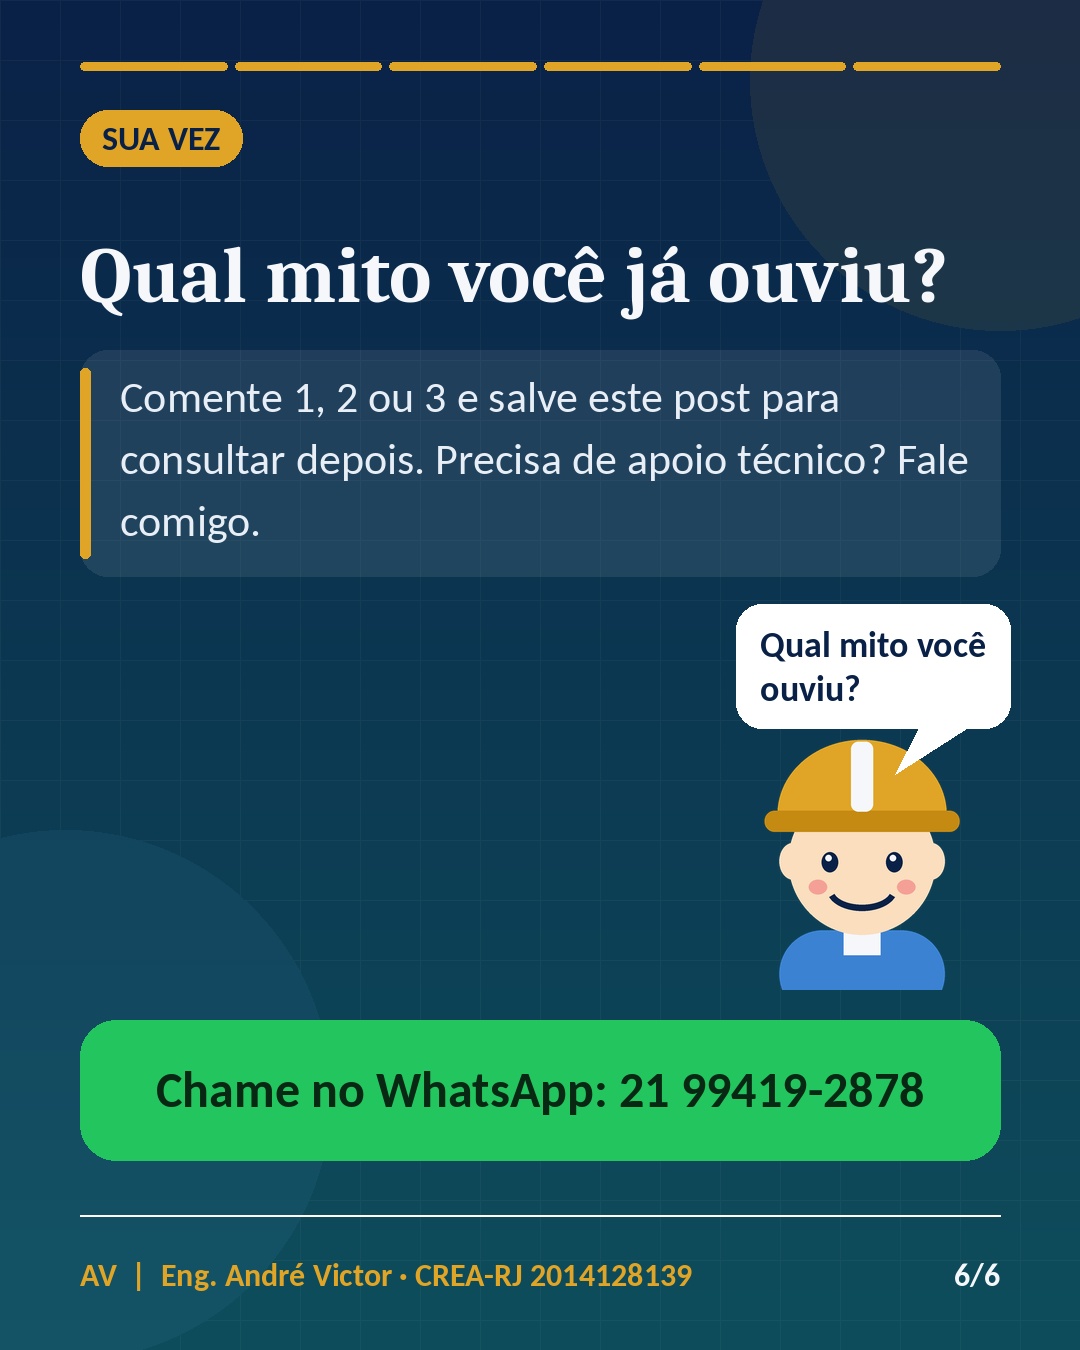 SUA VEZ
Qual mito você já ouviu?
Comente 1, 2 ou 3 e salve este post para
consultar depois. Precisa de apoio técnico? Fale
comigo.
Qual mito você
ouviu?
Chame no WhatsApp: 21 99419-2878
AV | Eng. André Victor · CREA-RJ 2014128139
6/6